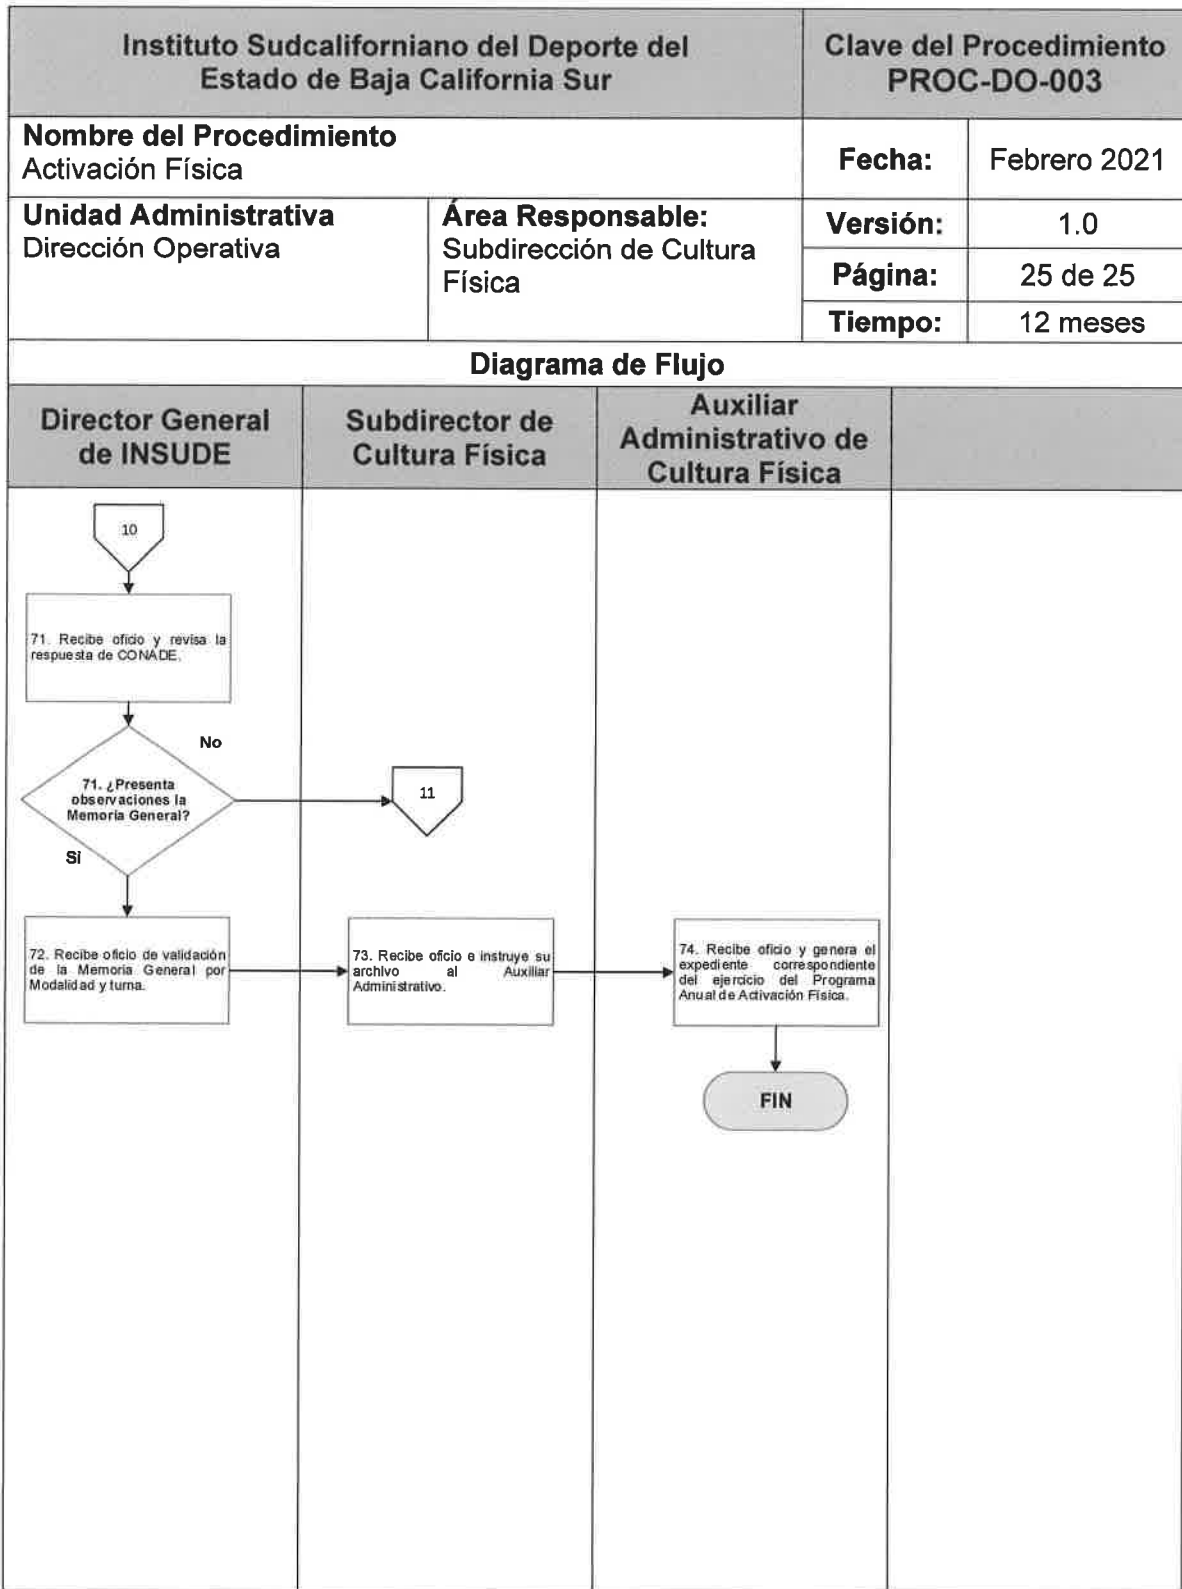 Instituto Sudcaliforniano del Deporte del
Estado de Baja California Sur
Clave del Procedimiento
PROC-DO-003
Nombre del Procedimiento
Activación Física
Fecha:
Febrero 2021
Unidad Administrativa
Dirección Operativa
Área Responsable:
Subdirección de Cultura
Física
Versión:
1.0
Página:
25 de 25
Tiempo:
12 meses
Diagrama de Flujo
Director General
de INSUDE
Subdirector de
Cultura Física
Auxiliar
Administrativo de
Cultura Física
10
71. Recibe oficio y revisa la
respuesta de CONADE.
No
71. ¿Presenta
observaciones la
Memoria General?
11
Si
72. Recibe oficio de validación
de la Memoria General por
Modalidad y turna.
73. Recibe oficio e instruye su
archivo al Auxiliar
Administrativo.
74. Recibe oficio y genera el
expediente correspondiente
del ejercicio del Programa
Anual de Activación Física.
FIN